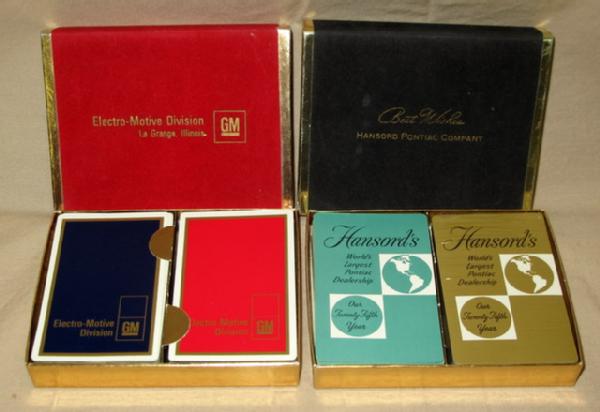 Electro-Motive Division
La Grange, Illinois
GM
Best Wishes
HANSORD PONTIAC COMPANY
Electro-Motive
Division
GM
Electro-Motive
Division
GM
Hansord's
World's
Largest
Pontiac
Dealership
Our
Twenty Fifth
Year
Hansord's
World's
Largest
Pontiac
Dealership
Our
Twenty Fifth
Year